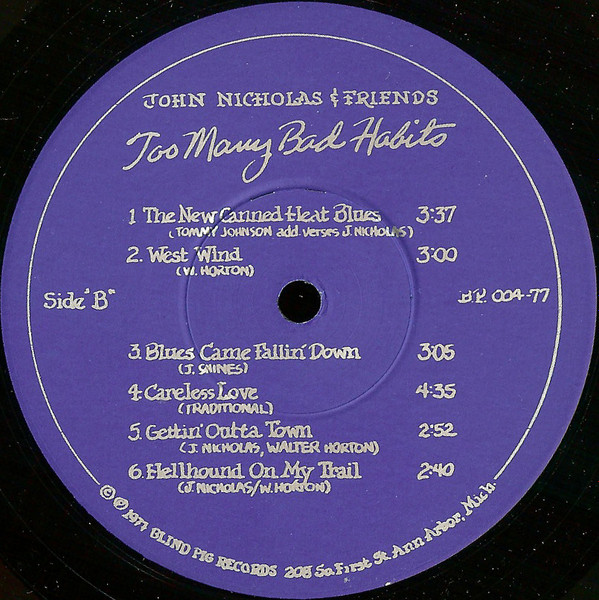 JOHN NICHOLAS & FRIENDS
Too Many Bad Habits
1 The New Canned Heat Blues 3:37
(TOMMY JOHNSON add. verses J. NICHOLAS)
2. West Wind 3:00
(W. HORTON)
Side "B" B.P. 004-77
3. Blues Came Fallin' Down 3:05
(J. SHINES)
4. Careless Love 4:35
(TRADITIONAL)
5. Gettin' Outta Town 2:52
(J. NICHOLAS, WALTER HORTON)
6. Hellhound On My Trail 2:40
(J. NICHOLAS/W. HORTON)
© ℗ 1977 BLIND PIG RECORDS 208 So. First St. Ann Arbor, Mich.